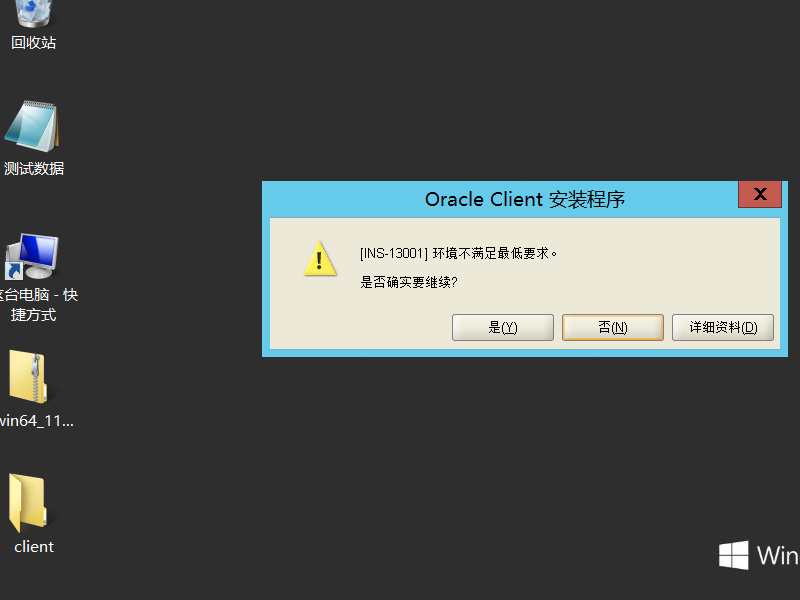 回收站
测试数据
这台电脑 - 快
捷方式
win64_11...
client
Oracle Client 安装程序
X
[INS-13001] 环境不满足最低要求。
是否确实要继续?
是(Y)
否(N)
详细资料(D)
Win